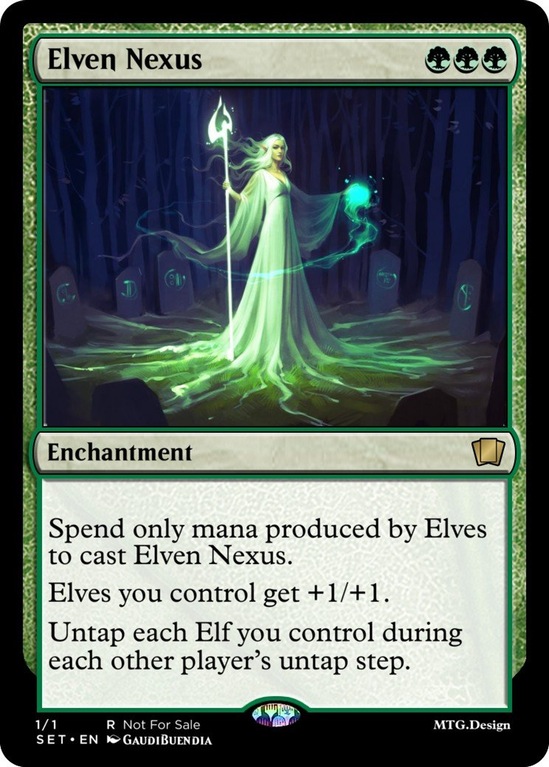 Elven Nexus
Enchantment
Spend only mana produced by Elves
to cast Elven Nexus.
Elves you control get +1/+1.
Untap each Elf you control during
each other player's untap step.
1/1 R Not For Sale
MTG.Design
SET • EN GaudiBuendia